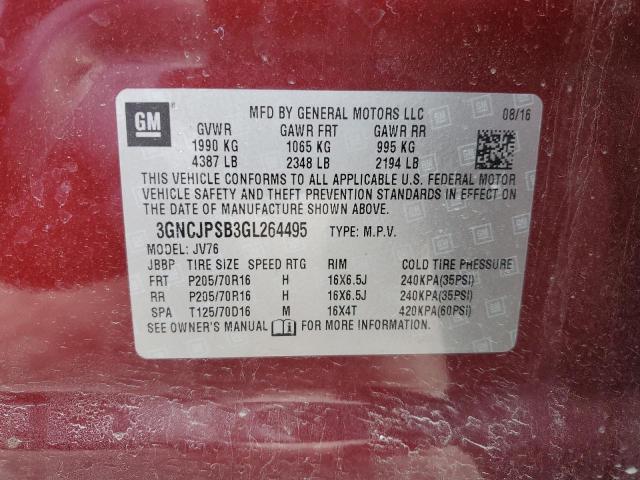 GM
MFD BY GENERAL MOTORS LLC 08/16
GVWR GAWR FRT GAWR RR
1990 KG 1065 KG 995 KG
4387 LB 2348 LB 2194 LB
THIS VEHICLE CONFORMS TO ALL APPLICABLE U.S. FEDERAL MOTOR
VEHICLE SAFETY AND THEFT PREVENTION STANDARDS IN EFFECT ON
THE DATE OF MANUFACTURE SHOWN ABOVE.
3GNCJPSB3GL264495 TYPE: M.P.V.
MODEL: JV76
JBBP TIRE SIZE SPEED RTG RIM COLD TIRE PRESSURE
FRT P205/70R16 H 16X6.5J 240KPA(35PSI)
RR P205/70R16 H 16X6.5J 240KPA(35PSI)
SPA T125/70D16 M 16X4T 420KPA(60PSI)
SEE OWNER'S MANUAL FOR MORE INFORMATION.